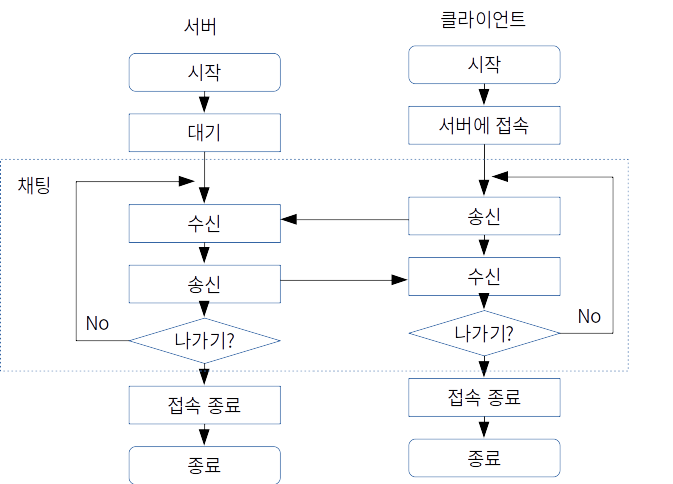 서버
클라이언트
시작
시작
대기
서버에 접속
채팅
수신
송신
송신
수신
No
나가기?
나가기?
No
접속 종료
접속 종료
종료
종료